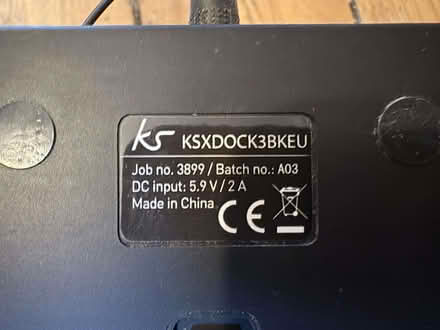 ks KSXDOCK3BKEU
Job no. 3899 / Batch no.: A03
DC input: 5.9 V / 2 A
Made in China
CE